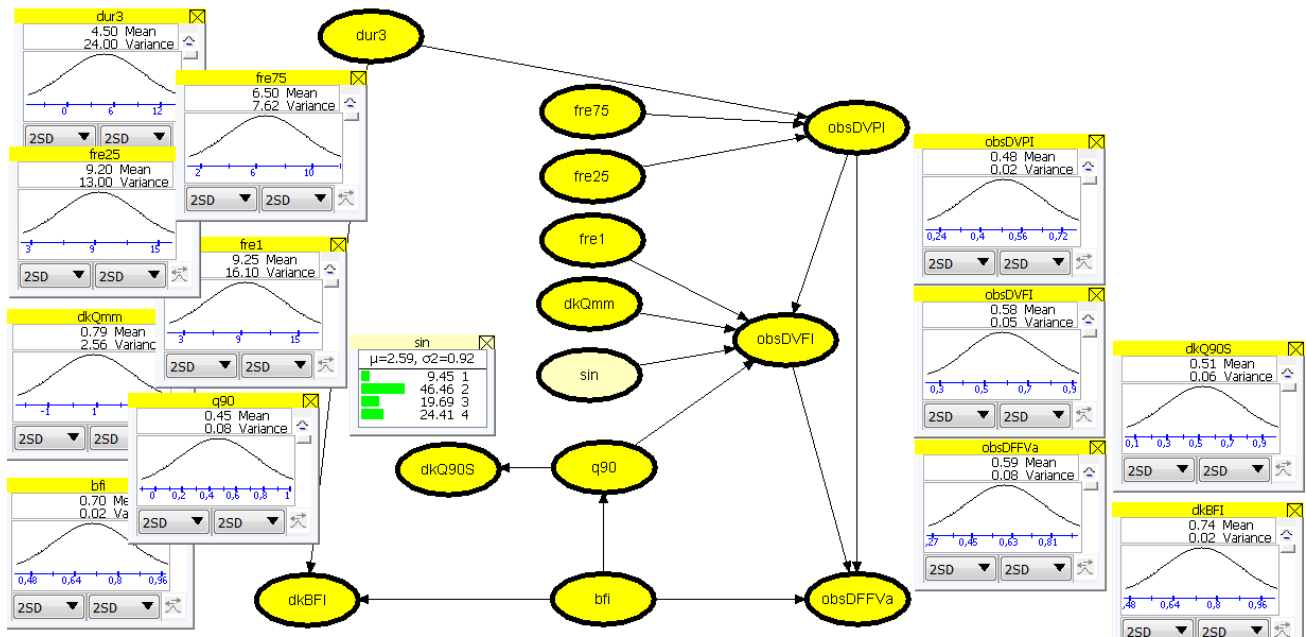 dur3
4.50 Mean
24.00 Variance
0 6 12
2SD 2SD
fre75
6.50 Mean
7.62 Variance
2 6 10
2SD 2SD
fre25
9.20 Mean
13.00 Variance
3 9 15
2SD 2SD
fre1
9.25 Mean
16.10 Variance
3 9 15
2SD 2SD
dkQmm
0.79 Mean
2.56
-1 1
2SD 2SD
q90
0.45 Mean
0.08 Variance
0 0,2 0,4 0,6 0,8 1
2SD 2SD
bfi
0.70
0.02
0,48 0,64 0,8 0,96
2SD 2SD
sin
μ=2.59, σ2=0.92
9.45 1
46.46 2
19.69 3
24.41 4
dur3
fre75
fre25
fre1
dkQmm
sin
obsDVPI
obsDVFI
dkQ90S
q90
dkBFI
bfi
obsDFFVa
obsDVPI
0.48 Mean
0.02 Variance
0,24 0,4 0,56 0,72
2SD 2SD
obsDVFI
0.58 Mean
0.05 Variance
0,3 0,5 0,7 0,9
2SD 2SD
obsDFFVa
0.59 Mean
0.08 Variance
,27 0,45 0,63 0,81
2SD 2SD
dkQ90S
0.51 Mean
0.06 Variance
0,1 0,3 0,5 0,7 0,9
2SD 2SD
dkBFI
0.74 Mean
0.02 Variance
,48 0,64 0,8 0,96
2SD 2SD